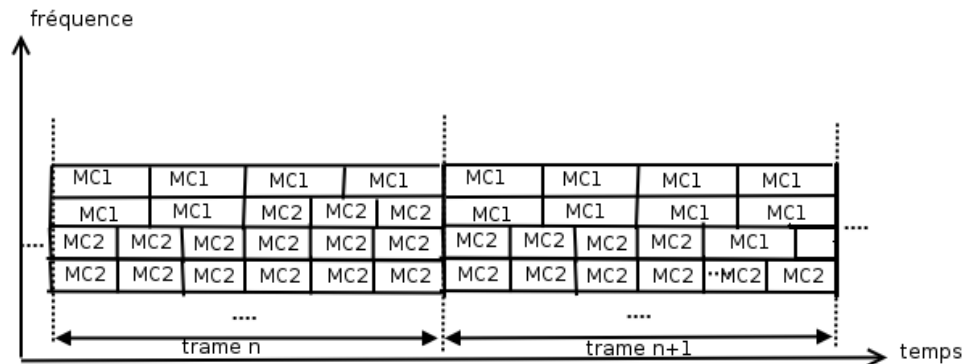 fréquence
MC1 MC1 MC1 MC1 MC1 MC1 MC1 MC1
MC1 MC1 MC2 MC2 MC2 MC1 MC1 MC1 MC1
.... MC2 MC2 MC2 MC2 MC2 MC2 MC2 MC2 MC2 MC2 MC1 ....
MC2 MC2 MC2 MC2 MC2 MC2 MC2 MC2 MC2 MC2 ...MC2 MC2
.... ....
trame n trame n+1
temps